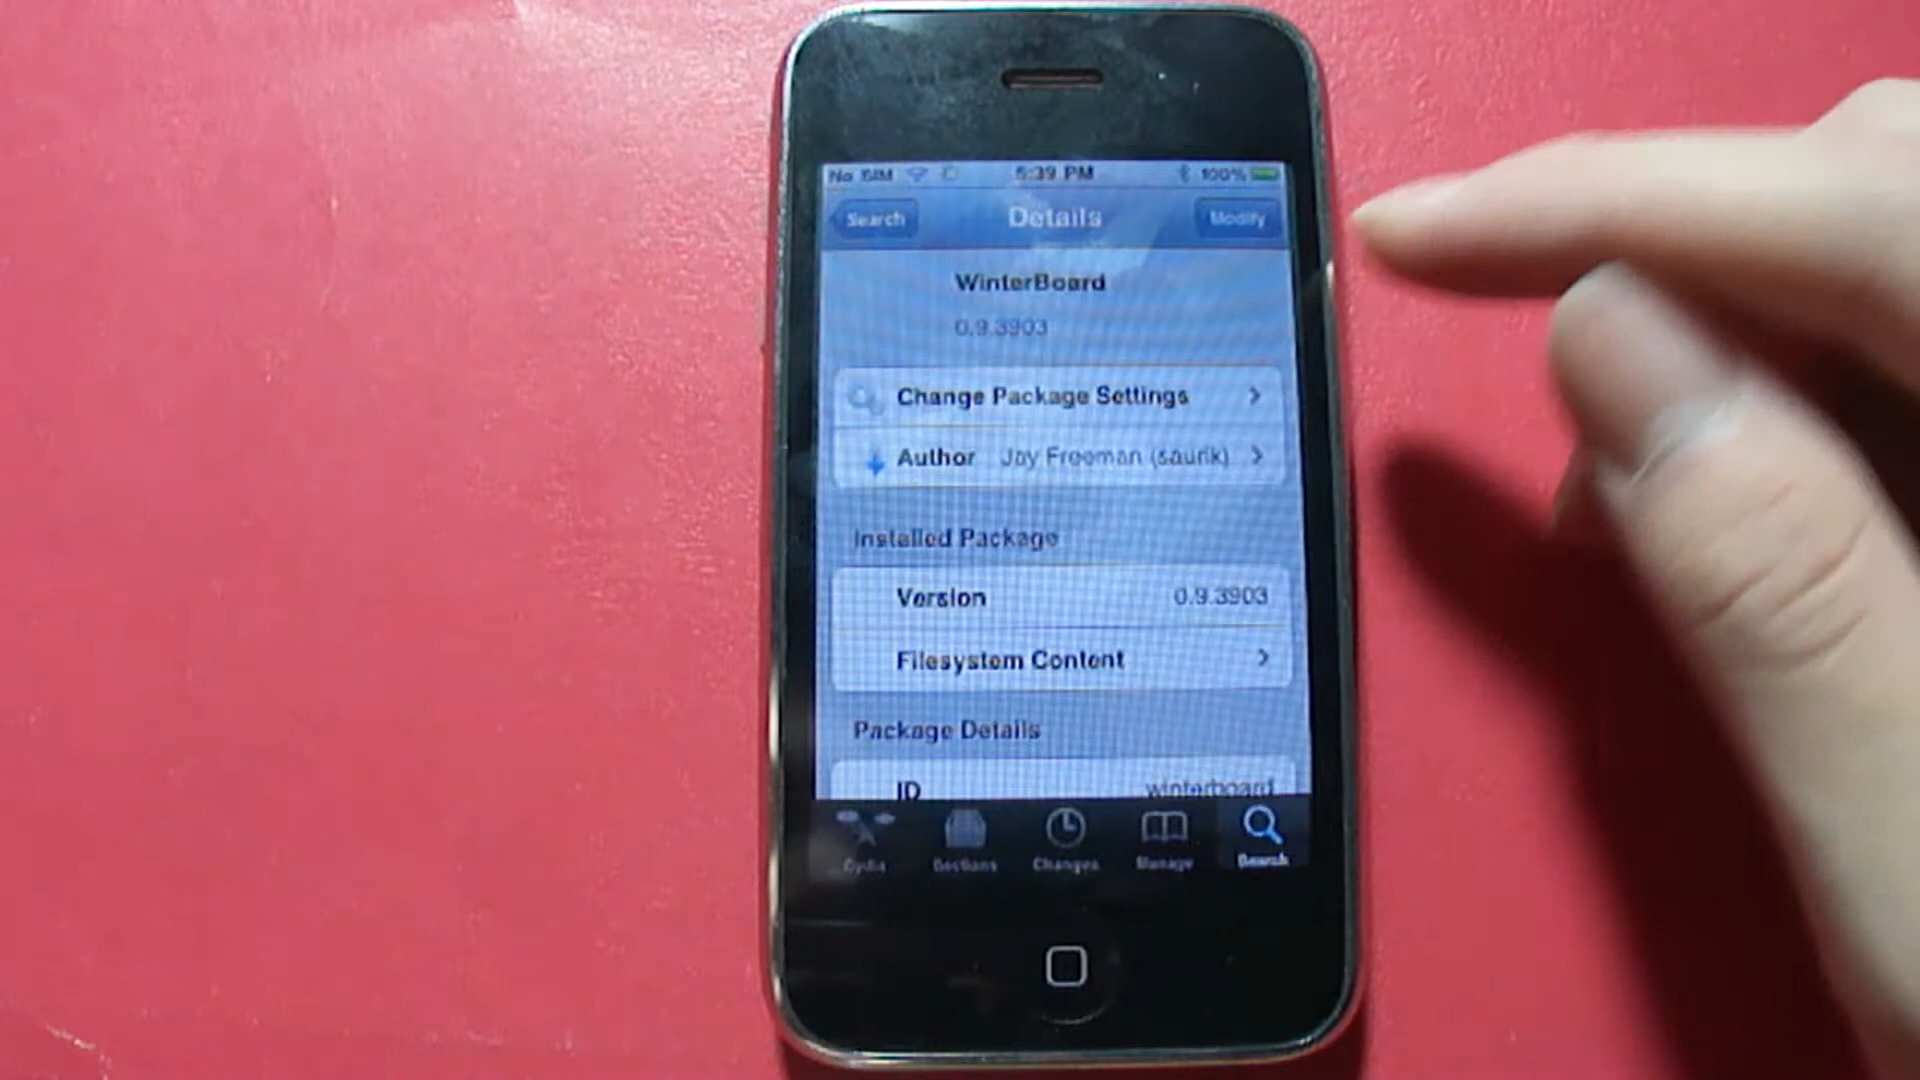 No SIM 5:39 PM 100%
Search Details Modify
WinterBoard
0.9.3903
Change Package Settings
Author Jay Freeman (saurik)
Installed Package
Version 0.9.3903
Filesystem Content
Package Details
ID winterboard
Cydia Sections Changes Manage Search